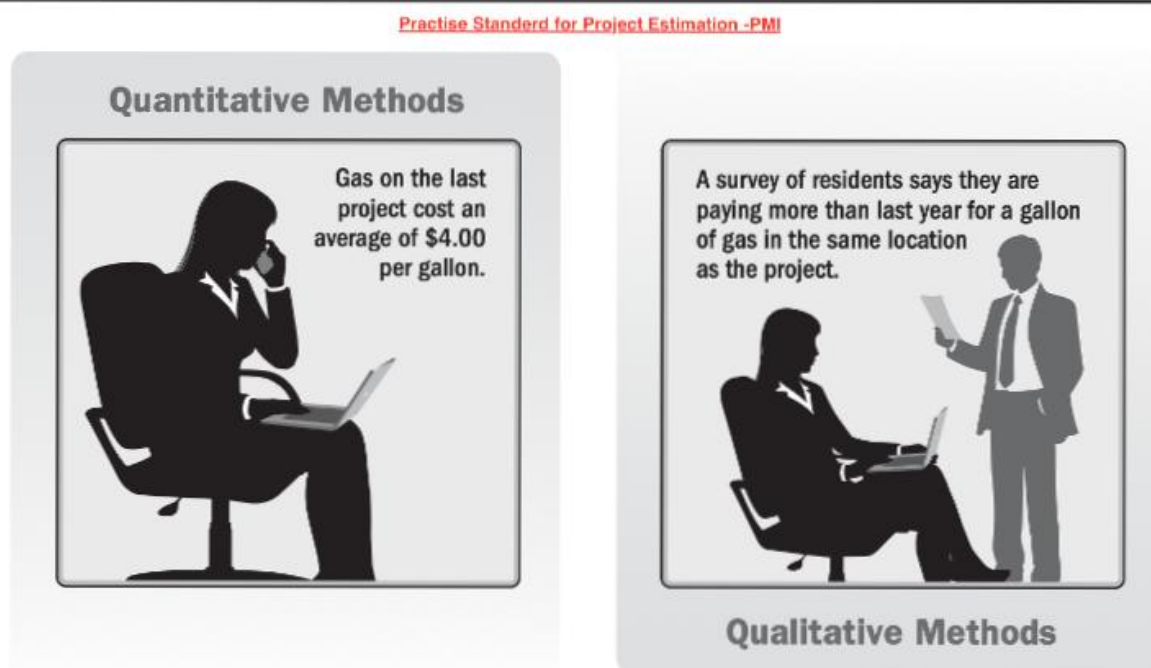 Practise Standerd for Project Estimation -PMI
Quantitative Methods
Gas on the last
project cost an
average of $4.00
per gallon.
A survey of residents says they are
paying more than last year for a gallon
of gas in the same location
as the project.
Qualitative Methods